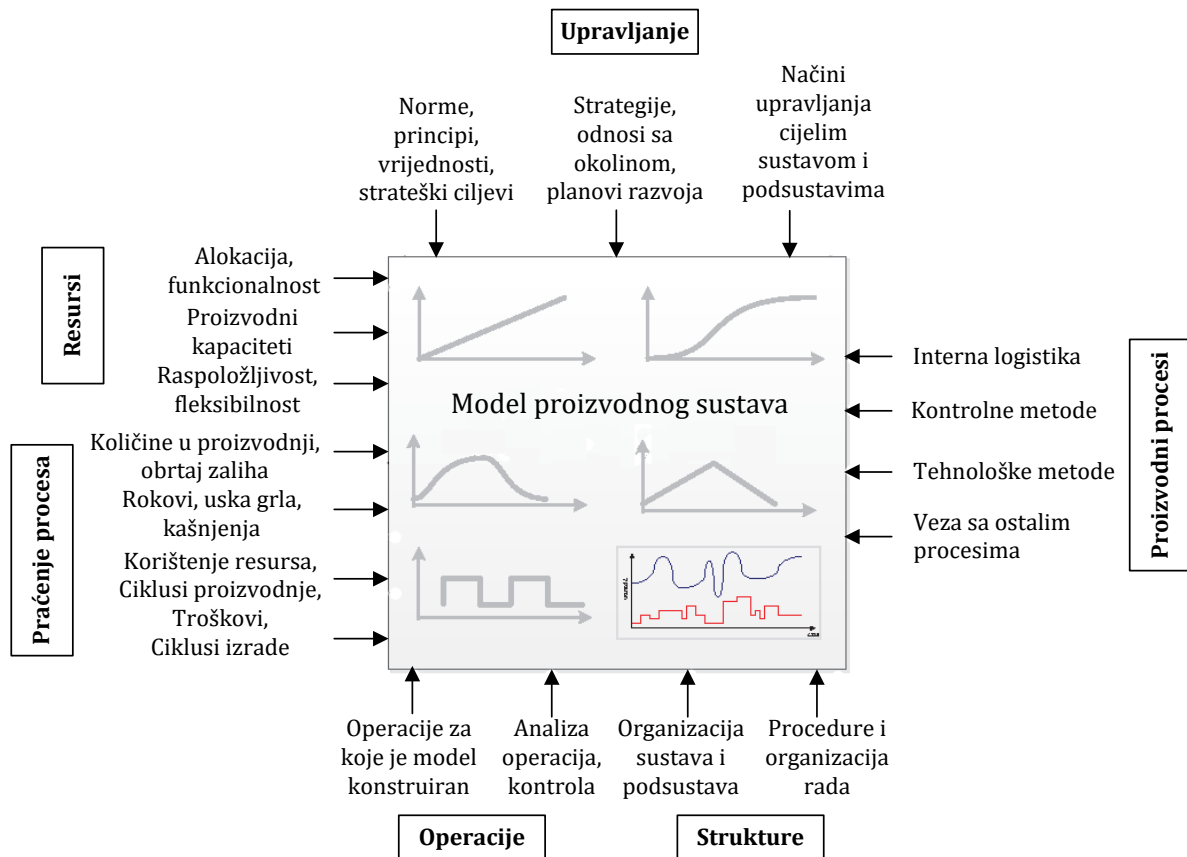 Upravljanje
Norme,
principi,
vrijednosti,
strateški ciljevi
Strategije,
odnosi sa
okolinom,
planovi razvoja
Načini
upravljanja
cijelim
sustavom i
podsustavima
Resursi
Alokacija,
funkcionalnost
Proizvodni
kapaciteti
Raspoložljivost,
fleksibilnost
Praćenje procesa
Količine u proizvodnji,
obrtaj zaliha
Rokovi, uska grla,
kašnjenja
Korištenje resursa,
Ciklusi proizvodnje,
Troškovi,
Ciklusi izrade
Model proizvodnog sustava
Interna logistika
Kontrolne metode
Tehnološke metode
Veza sa ostalim
procesima
Proizvodni procesi
Operacije za
koje je model
konstruiran
Analiza
operacija,
kontrola
Organizacija
sustava i
podsustava
Procedure i
organizacija
rada
Operacije
Strukture